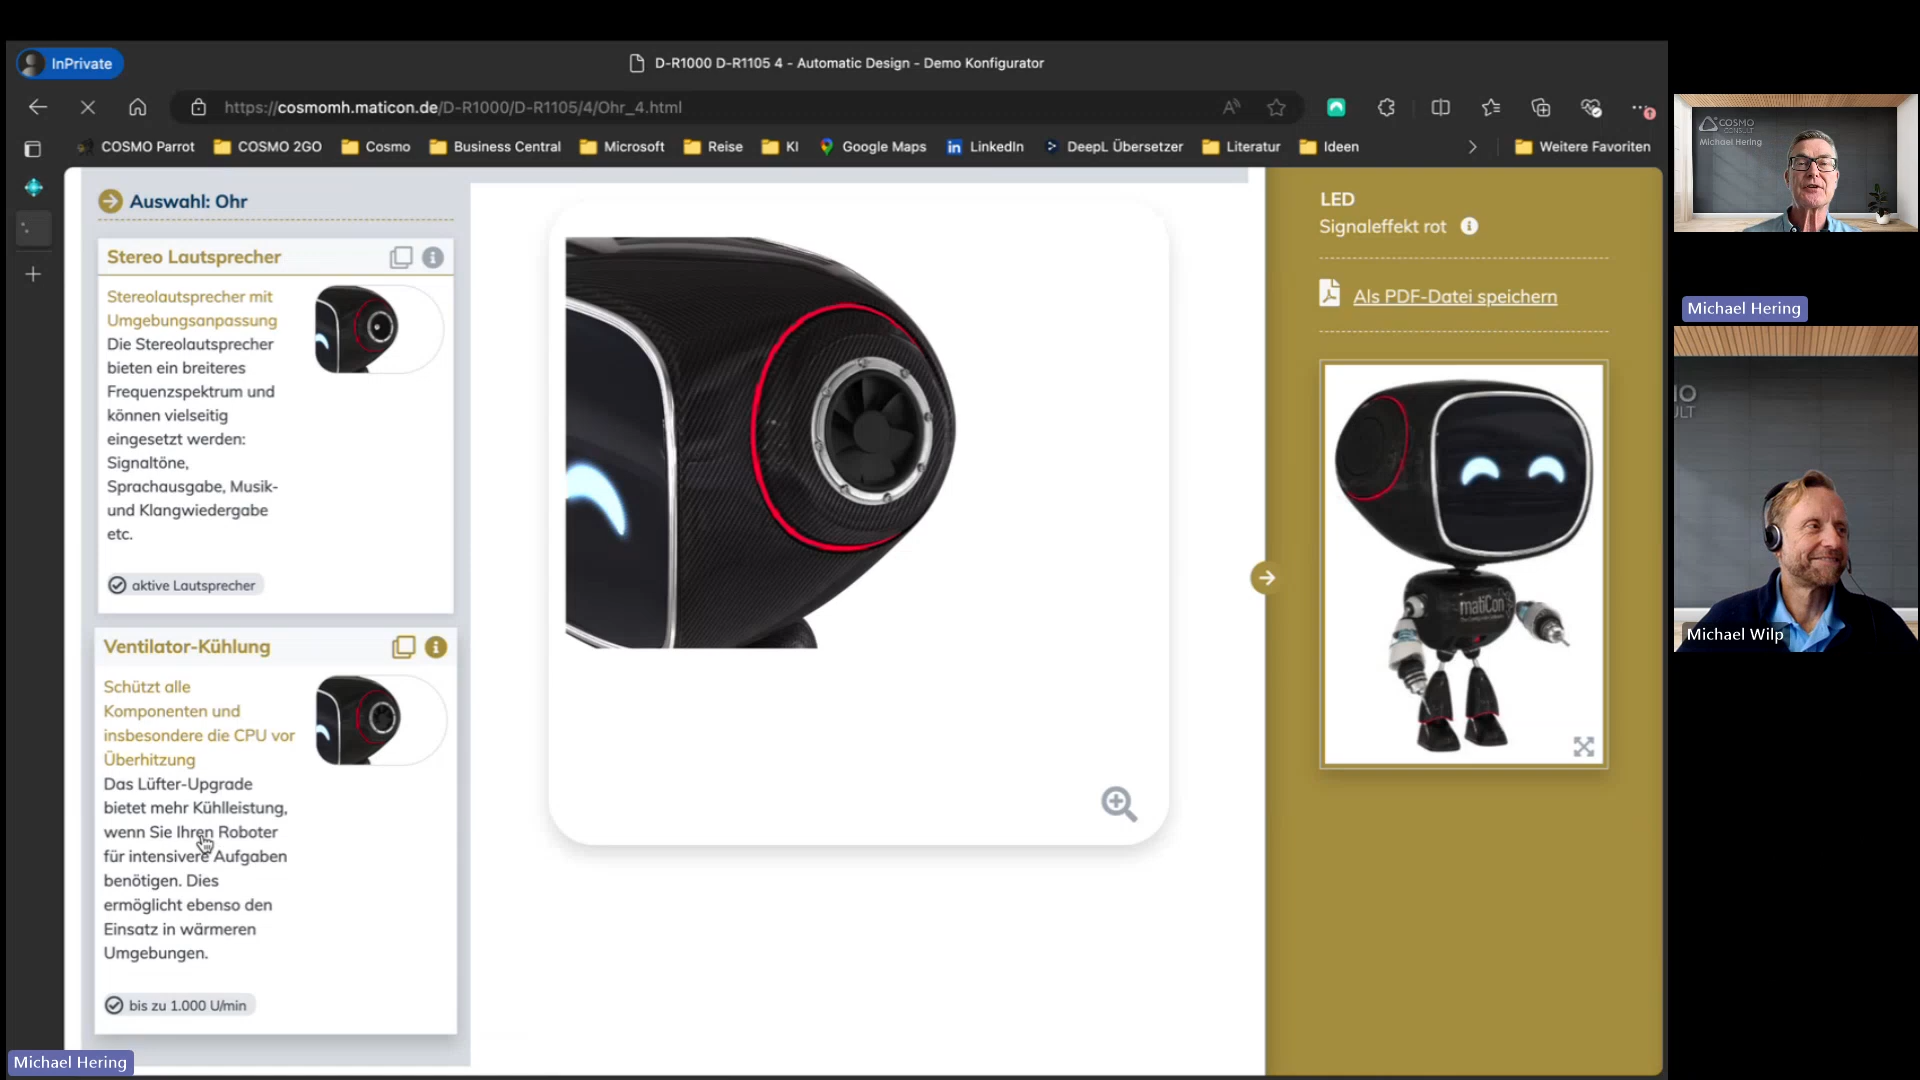 InPrivate
D-R1000 D-R1105 4 - Automatic Design - Demo Konfigurator
https://cosmomh.maticon.de/D-R1000/D-R1105/4/Ohr_4.html
COSMO Parrot
COSMO 2GO
Cosmo
Business Central
Microsoft
Reise
KI
Google Maps
LinkedIn
DeepL Übersetzer
Literatur
Ideen
Weitere Favoriten
Auswahl: Ohr
Stereo Lautsprecher
Stereolautsprecher mit
Umgebungsanpassung
Die Stereolautsprecher
bieten ein breiteres
Frequenzspektrum und
können vielseitig
eingesetzt werden:
Signaltöne,
Sprachausgabe, Musik-
und Klangwiedergabe
etc.
aktive Lautsprecher
Ventilator-Kühlung
Schützt alle
Komponenten und
insbesondere die CPU vor
Überhitzung
Das Lüfter-Upgrade
bietet mehr Kühlleistung,
wenn Sie Ihren Roboter
für intensivere Aufgaben
benötigen. Dies
ermöglicht ebenso den
Einsatz in wärmeren
Umgebungen.
bis zu 1.000 U/min
Michael Hering
LED
Signaleffekt rot
Als PDF-Datei speichern
matiCon
COSMO
CONSULT
Michael Hering
Michael Hering
MO
ULT
Michael Wilp